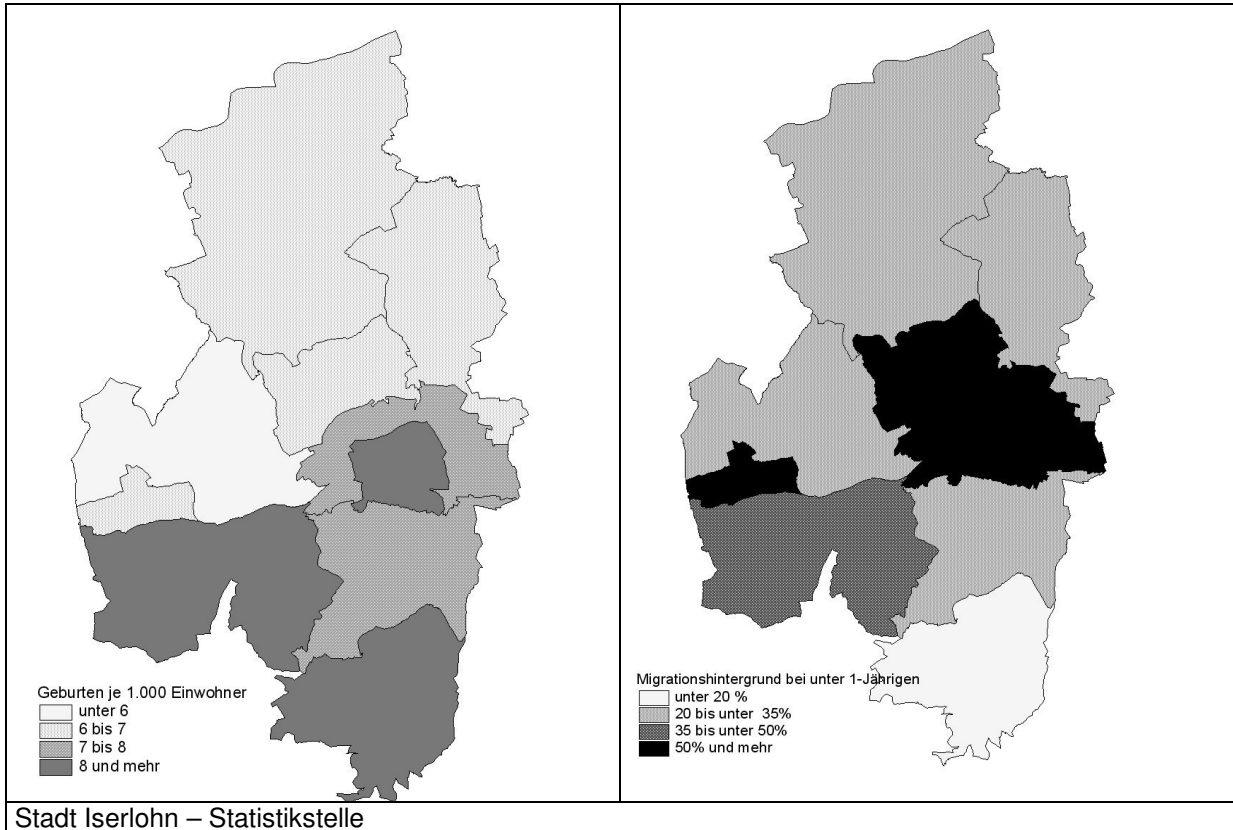 Geburten je 1.000 Einwohner
unter 6
6 bis 7
7 bis 8
8 und mehr
Migrationshintergrund bei unter 1-Jährigen
unter 20 %
20 bis unter 35%
35 bis unter 50%
50% und mehr
Stadt Iserlohn – Statistikstelle